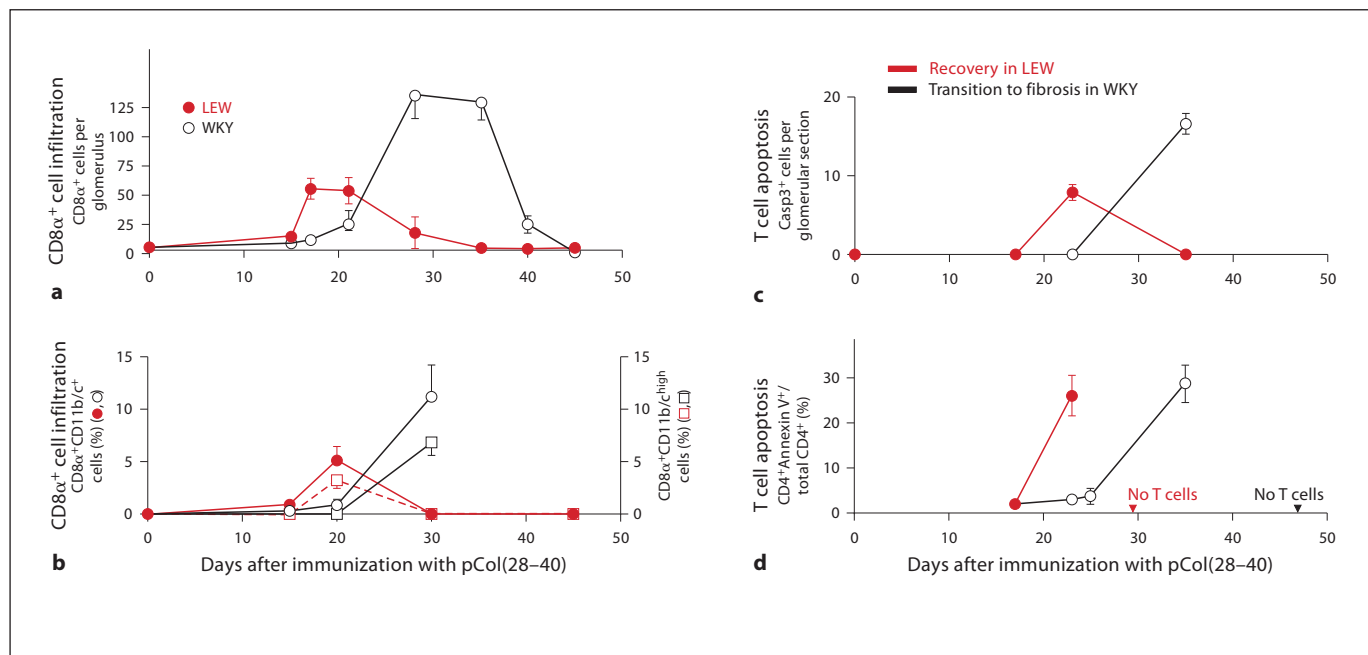 CD8α⁺ cell infiltration
CD8α⁺ cells per
glomerulus
125
100
75
50
25
0
LEW
WKY
0
10
20
30
40
50
a
CD8α⁺ cell infiltration
CD8α⁺CD11b/c⁺
cells (%) ( , )
15
10
5
0
15
10
5
0
CD8α⁺CD11b/c^high
cells (%) ( , )
0
10
20
30
40
50
b
Days after immunization with pCol(28–40)
Recovery in LEW
Transition to fibrosis in WKY
T cell apoptosis
Casp3⁺ cells per
glomerular section
20
10
0
0
10
20
30
40
50
c
T cell apoptosis
CD4⁺Annexin V⁺/
total CD4⁺ (%)
30
20
10
0
No T cells
No T cells
0
10
20
30
40
50
d
Days after immunization with pCol(28–40)